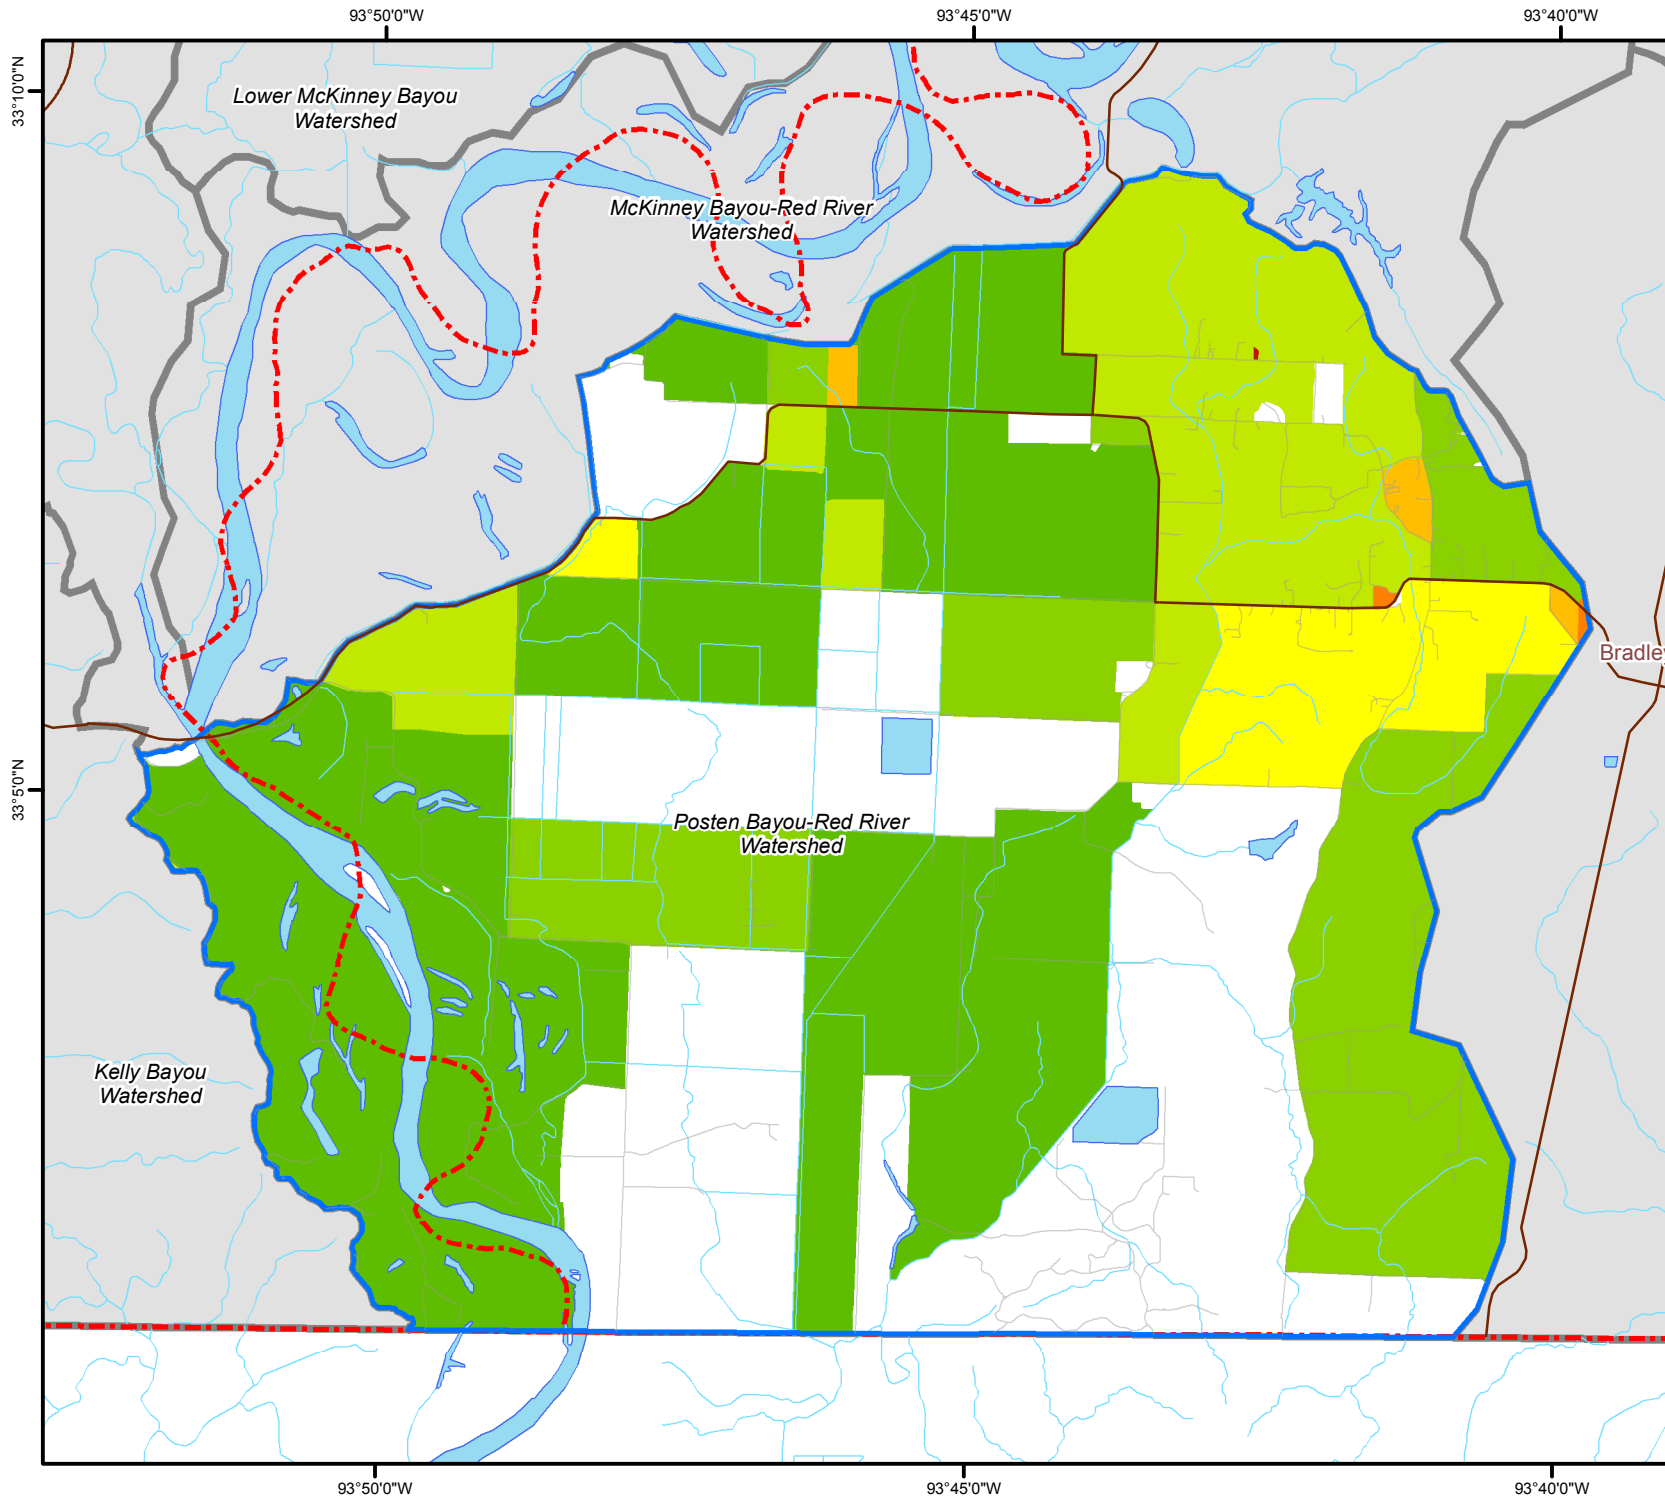 93°50'0"W
93°45'0"W
93°40'0"W
33°10'0"N
Lower McKinney Bayou
Watershed
McKinney Bayou-Red River
Watershed
Bradley
33°5'0"N
Posten Bayou-Red River
Watershed
Kelly Bayou
Watershed
93°50'0"W
93°45'0"W
93°40'0"W